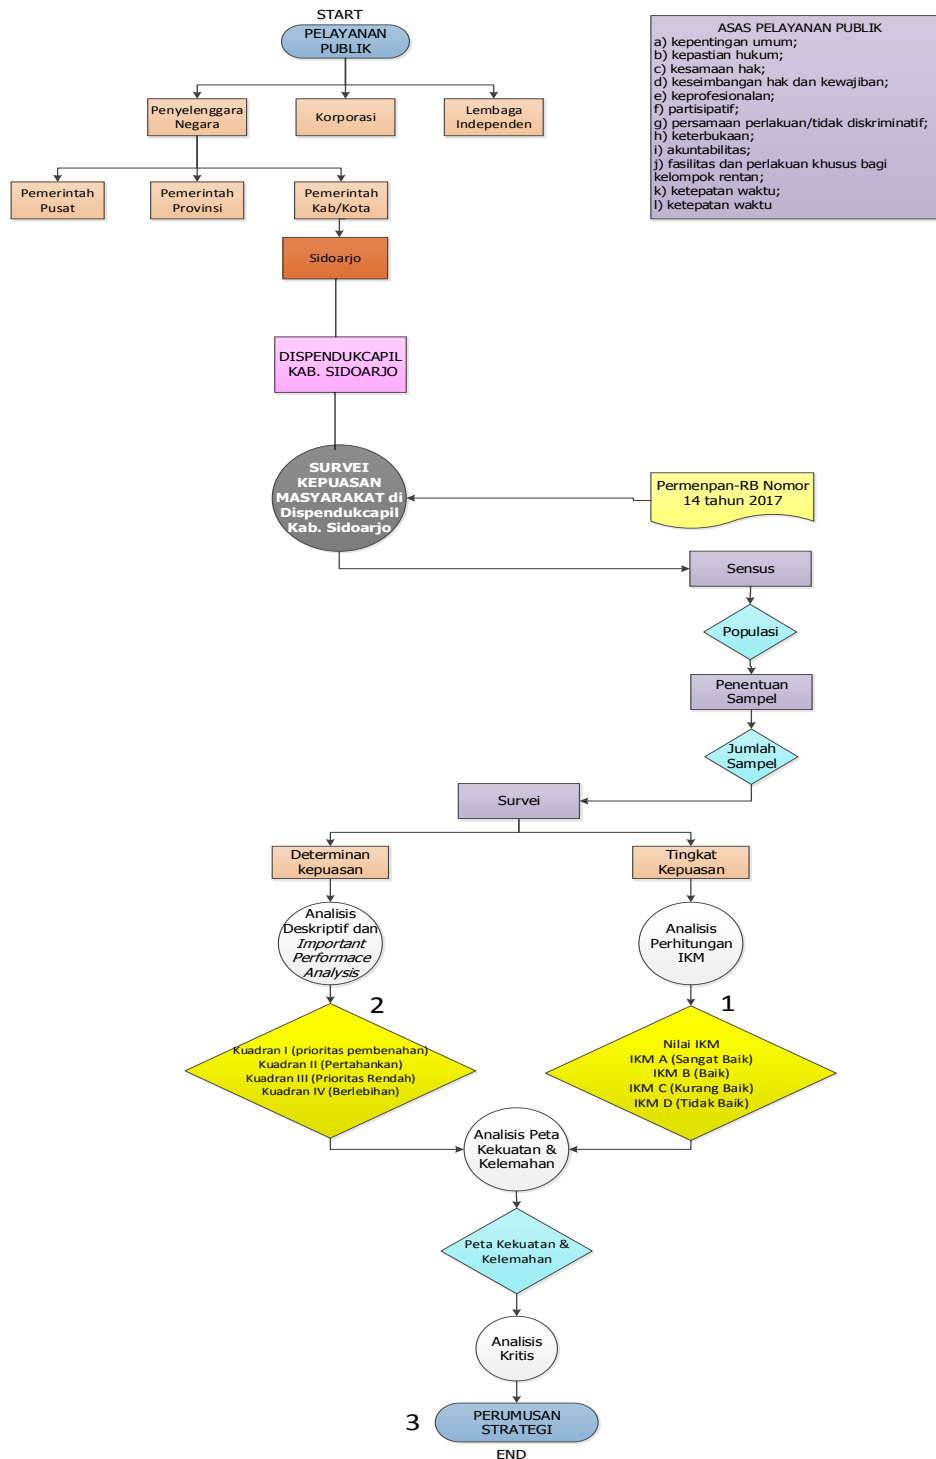 START
PELAYANAN
PUBLIK
ASAS PELAYANAN PUBLIK
a) kepentingan umum;
b) kepastian hukum;
c) kesamaan hak;
d) keseimbangan hak dan kewajiban;
e) keprofesionalan;
f) partisipatif;
g) persamaan perlakuan/tidak diskriminatif;
h) keterbukaan;
i) akuntabilitas;
j) fasilitas dan perlakuan khusus bagi
kelompok rentan;
k) ketepatan waktu;
l) ketepatan waktu
Penyelenggara
Negara
Korporasi
Lembaga
Independen
Pemerintah
Pusat
Pemerintah
Provinsi
Pemerintah
Kab/Kota
Sidoarjo
DISPENDUKCAPIL
KAB. SIDOARJO
SURVEI
KEPUASAN
MASYARAKAT di
Dispendukcapil
Kab. Sidoarjo
Permenpan-RB Nomor
14 tahun 2017
Sensus
Populasi
Penentuan
Sampel
Jumlah
Sampel
Survei
Determinan
kepuasan
Tingkat
Kepuasan
Analisis
Deskriptif dan
Important
Performace
Analysis
Analisis
Perhitungan
IKM
2
1
Kuadran I (prioritas pembenahan)
Kuadran II (Pertahankan)
Kuadran III (Prioritas Rendah)
Kuadran IV (Berlebihan)
Nilai IKM
IKM A (Sangat Baik)
IKM B (Baik)
IKM C (Kurang Baik)
IKM D (Tidak Baik)
Analisis Peta
Kekuatan &
Kelemahan
Peta Kekuatan &
Kelemahan
Analisis
Kritis
3
PERUMUSAN
STRATEGI
END